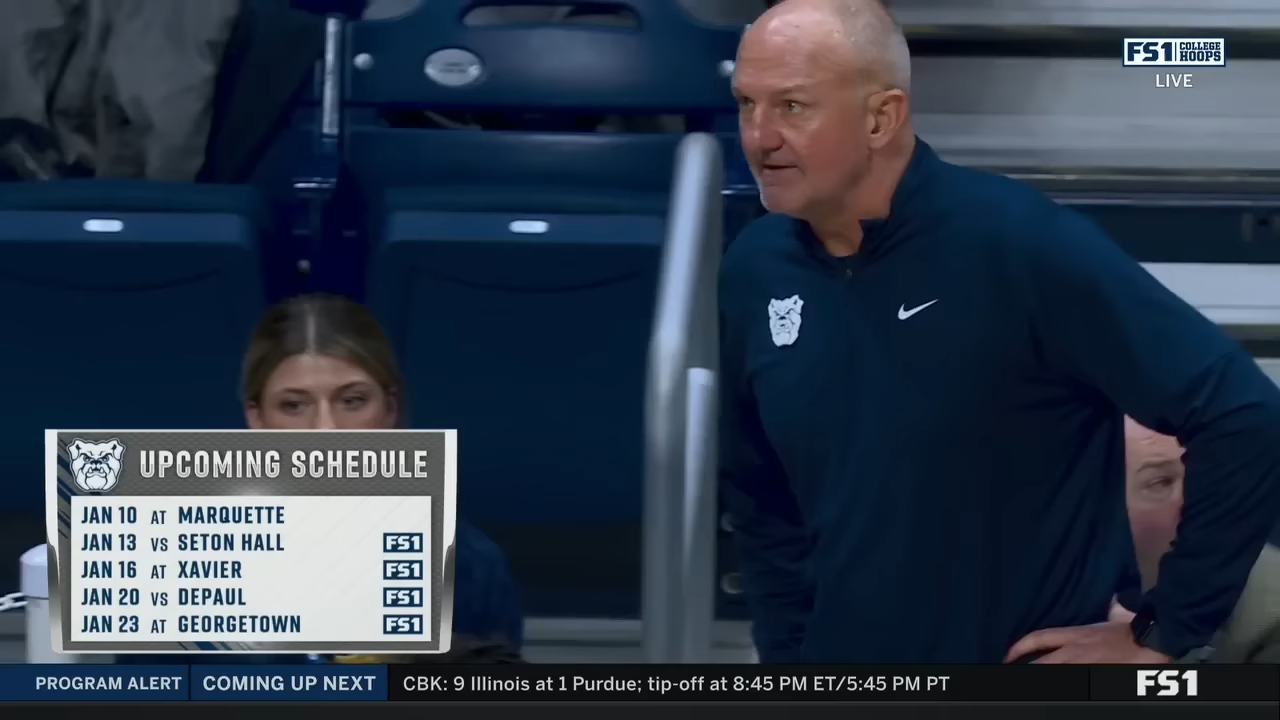 FS1 COLLEGE HOOPS
LIVE
UPCOMING SCHEDULE
JAN 10 AT MARQUETTE
JAN 13 VS SETON HALL FS1
JAN 16 AT XAVIER FS1
JAN 20 VS DEPAUL FS1
JAN 23 AT GEORGETOWN FS1
PROGRAM ALERT COMING UP NEXT CBK: 9 Illinois at 1 Purdue; tip-off at 8:45 PM ET/5:45 PM PT FS1